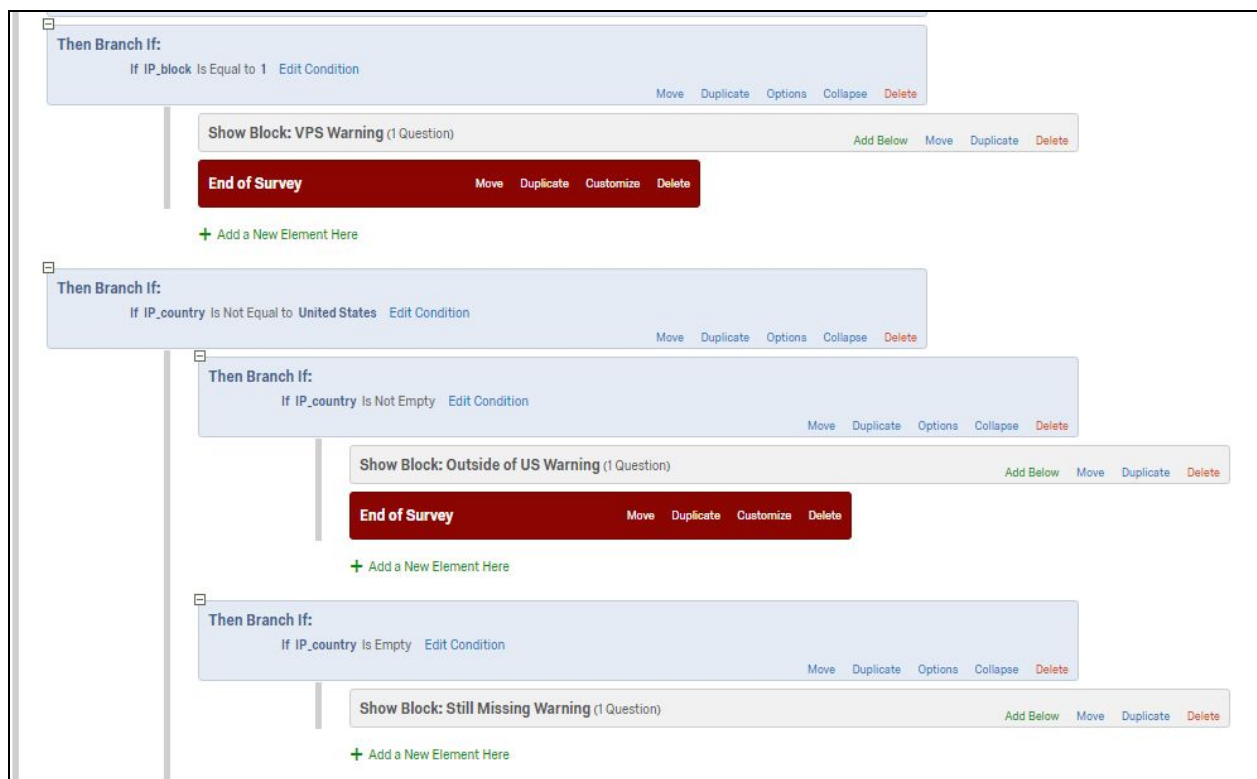 Then Branch If:
If IP_block Is Equal to 1 Edit Condition
Move Duplicate Options Collapse Delete
Show Block: VPS Warning (1 Question)
Add Below Move Duplicate Delete
End of Survey Move Duplicate Customize Delete
+ Add a New Element Here
Then Branch If:
If IP_country Is Not Equal to United States Edit Condition
Move Duplicate Options Collapse Delete
Then Branch If:
If IP_country Is Not Empty Edit Condition
Move Duplicate Options Collapse Delete
Show Block: Outside of US Warning (1 Question)
Add Below Move Duplicate Delete
End of Survey Move Duplicate Customize Delete
+ Add a New Element Here
Then Branch If:
If IP_country Is Empty Edit Condition
Move Duplicate Options Collapse Delete
Show Block: Still Missing Warning (1 Question)
Add Below Move Duplicate Delete
+ Add a New Element Here